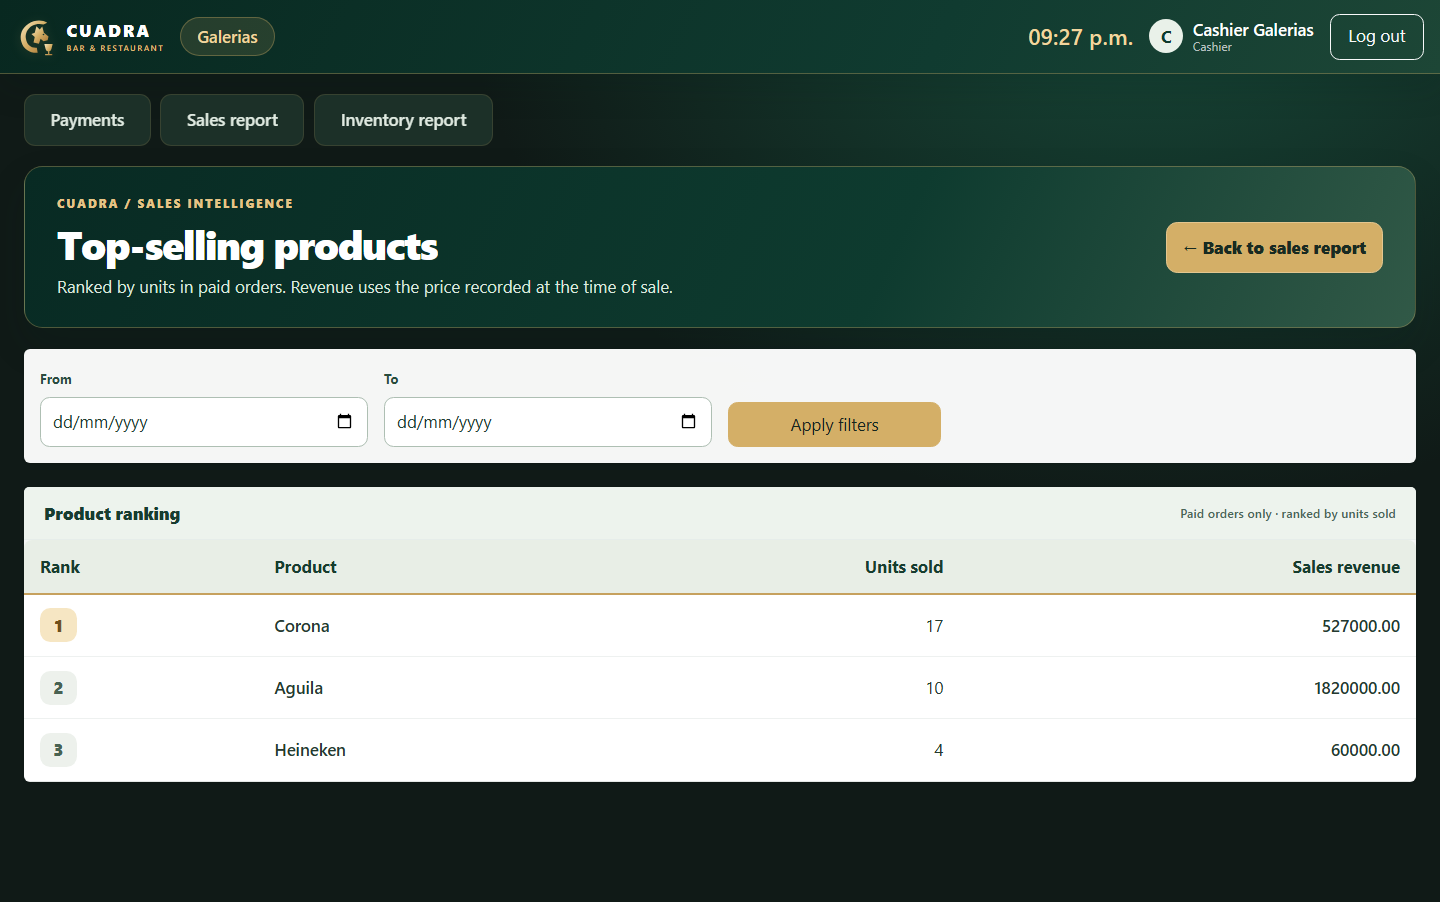 CUADRA
BAR & RESTAURANT
Galerias
09:27 p.m.
C
Cashier Galerias
Cashier
Log out
Payments
Sales report
Inventory report
CUADRA / SALES INTELLIGENCE
Top-selling products
Ranked by units in paid orders. Revenue uses the price recorded at the time of sale.
← Back to sales report
From
To
dd/mm/yyyy
dd/mm/yyyy
Apply filters
Product ranking
Paid orders only · ranked by units sold
Rank Product Units sold Sales revenue
1 Corona 17 527000.00
2 Aguila 10 1820000.00
3 Heineken 4 60000.00